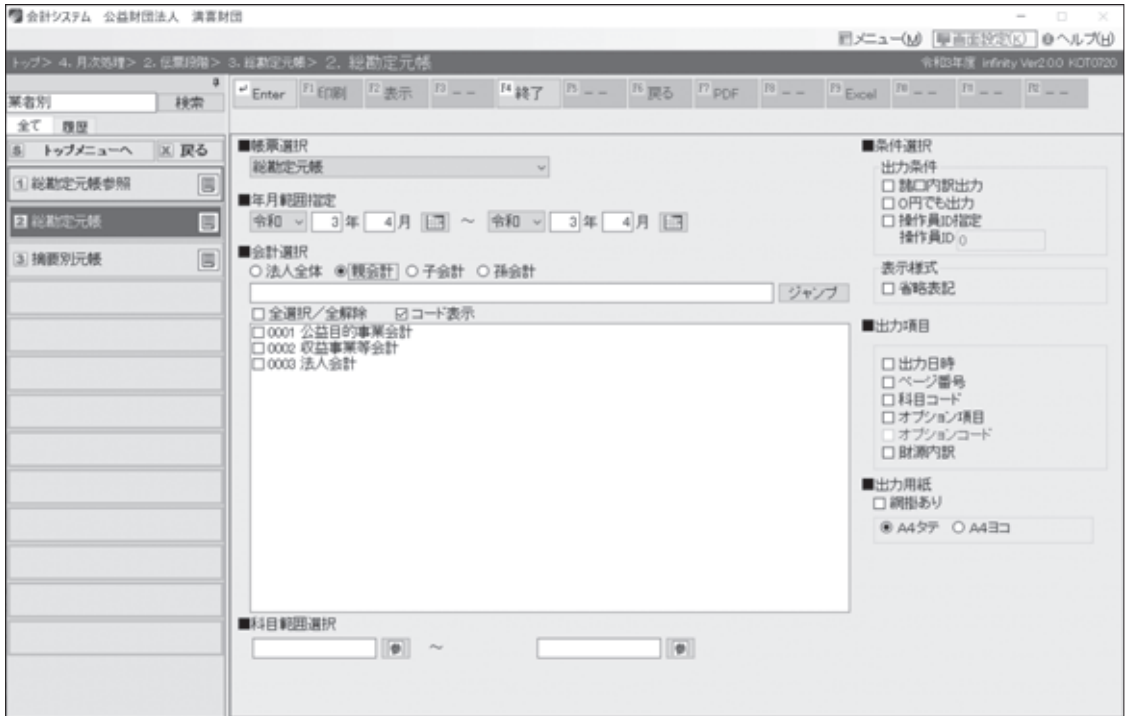 会計システム　公益財団法人　溝喜財団
メニュー(M) 画面設定(K) ヘルプ(H)
トップ> 4. 月次処理> 2. 伝票段階> 3. 総勘定元帳> 2. 総勘定元帳
令和3年度 infinity Ver2.0.0 KOT0720
業者別 検索
全て 履歴
トップメニューへ 戻る
1 総勘定元帳参照
2 総勘定元帳
3 摘要別元帳
Enter F1 印刷 F2 表示 F3 -- F4 終了 F5 -- F6 戻る F7 PDF F8 -- F9 Excel F10 -- F11 -- F12 --
■帳票選択
総勘定元帳
■年月範囲指定
令和 3 年 4 月 ～ 令和 3 年 4 月
■会計選択
法人全体 親会計 子会計 孫会計
ジャンプ
全選択／全解除 コード表示
0001 公益目的事業会計
0002 収益事業等会計
0003 法人会計
■科目範囲選択
参 ～ 参
■条件選択
出力条件
諸口内訳出力
0円でも出力
操作員ID指定
操作員ID 0
表示様式
省略表記
■出力項目
出力日時
ページ番号
科目コード
オプション項目
オプションコード
財源内訳
■出力用紙
網掛あり
A4タテ A4ヨコ